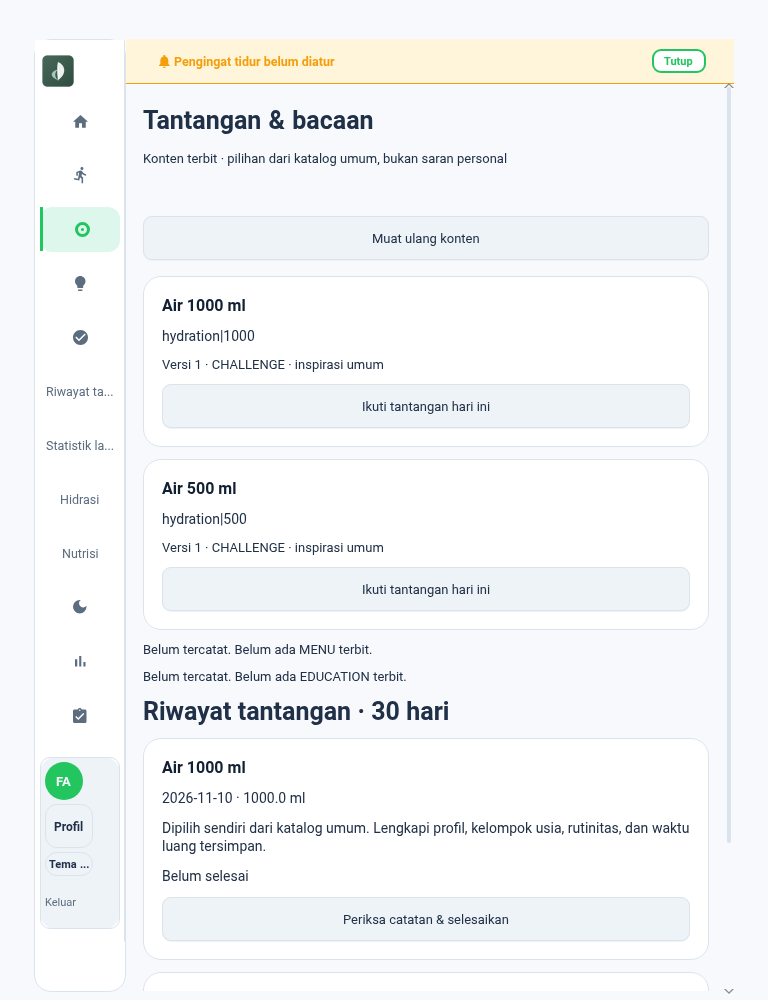 Pengingat tidur belum diatur
Tutup
Tantangan & bacaan
Konten terbit · pilihan dari katalog umum, bukan saran personal
Muat ulang konten
Air 1000 ml
hydration|1000
Versi 1 · CHALLENGE · inspirasi umum
Ikuti tantangan hari ini
Air 500 ml
hydration|500
Versi 1 · CHALLENGE · inspirasi umum
Ikuti tantangan hari ini
Belum tercatat. Belum ada MENU terbit.
Belum tercatat. Belum ada EDUCATION terbit.
Riwayat tantangan · 30 hari
Air 1000 ml
2026-11-10 · 1000.0 ml
Dipilih sendiri dari katalog umum. Lengkapi profil, kelompok usia, rutinitas, dan waktu
luang tersimpan.
Belum selesai
Periksa catatan & selesaikan
Riwayat ta...
Statistik la...
Hidrasi
Nutrisi
FA
Profil
Tema ...
Keluar